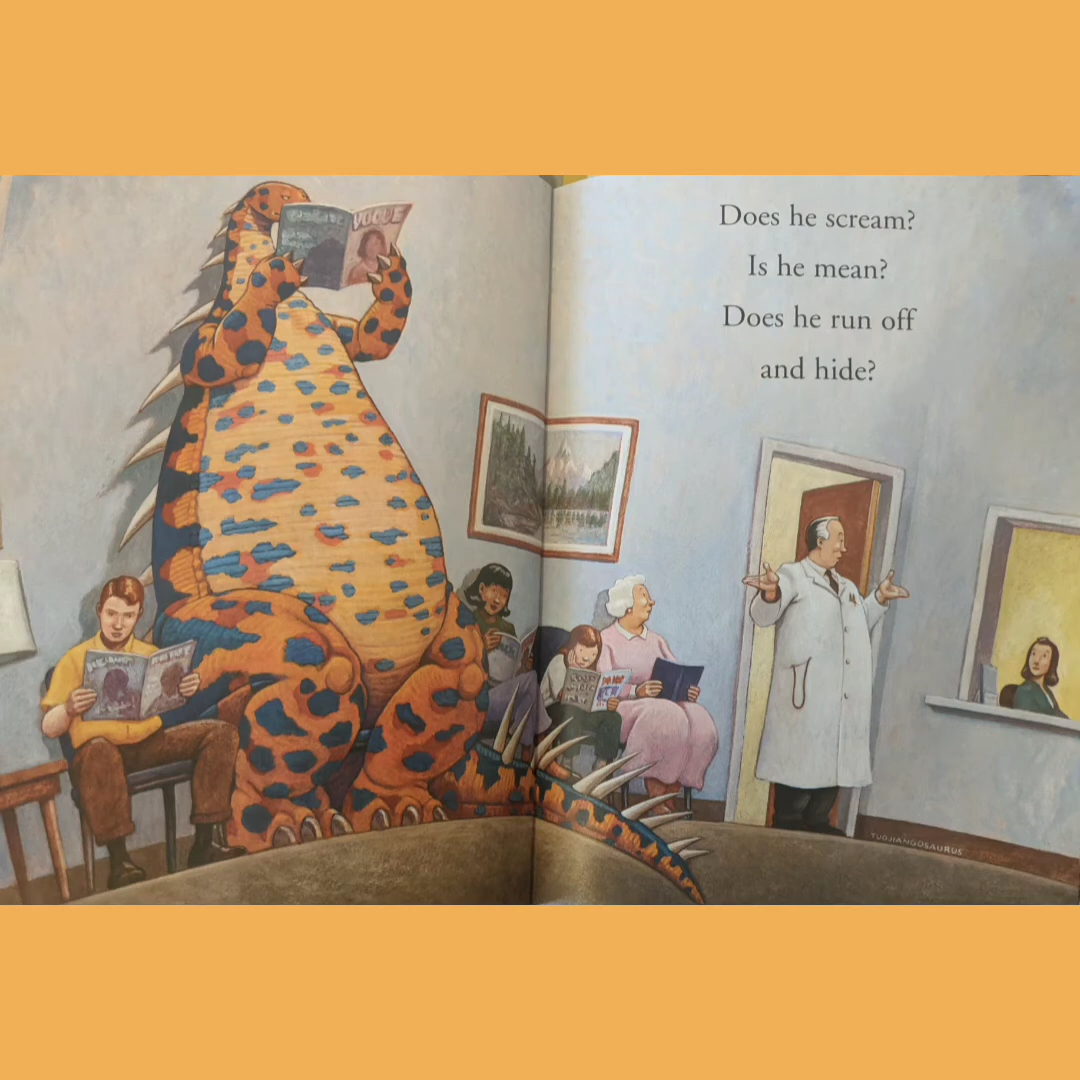 VOGUE
Does he scream?
Is he mean?
Does he run off
and hide?
TUOJIANGOSAURUS